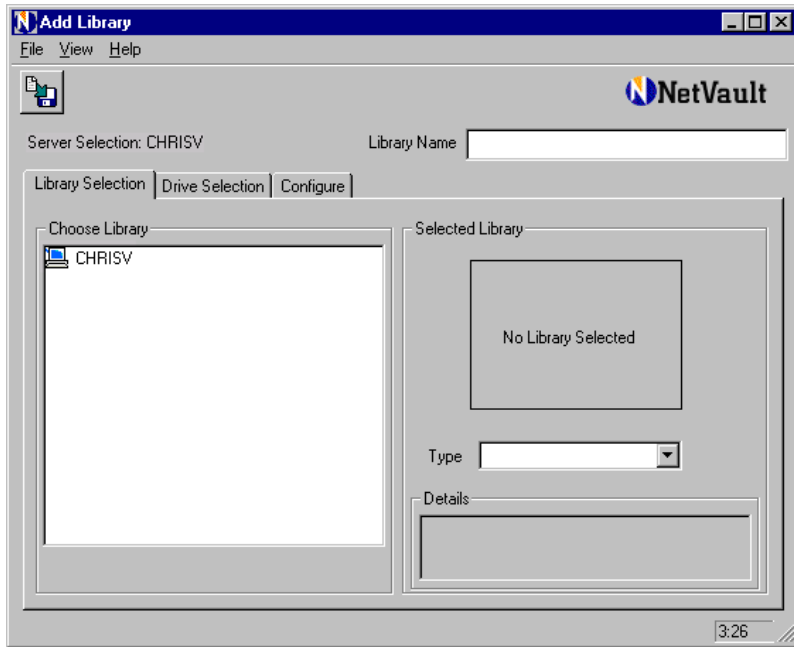 Add Library
File View Help
NetVault
Server Selection: CHRISV Library Name
Library Selection Drive Selection Configure
Choose Library Selected Library
CHRISV
No Library Selected
Type
Details
3:26